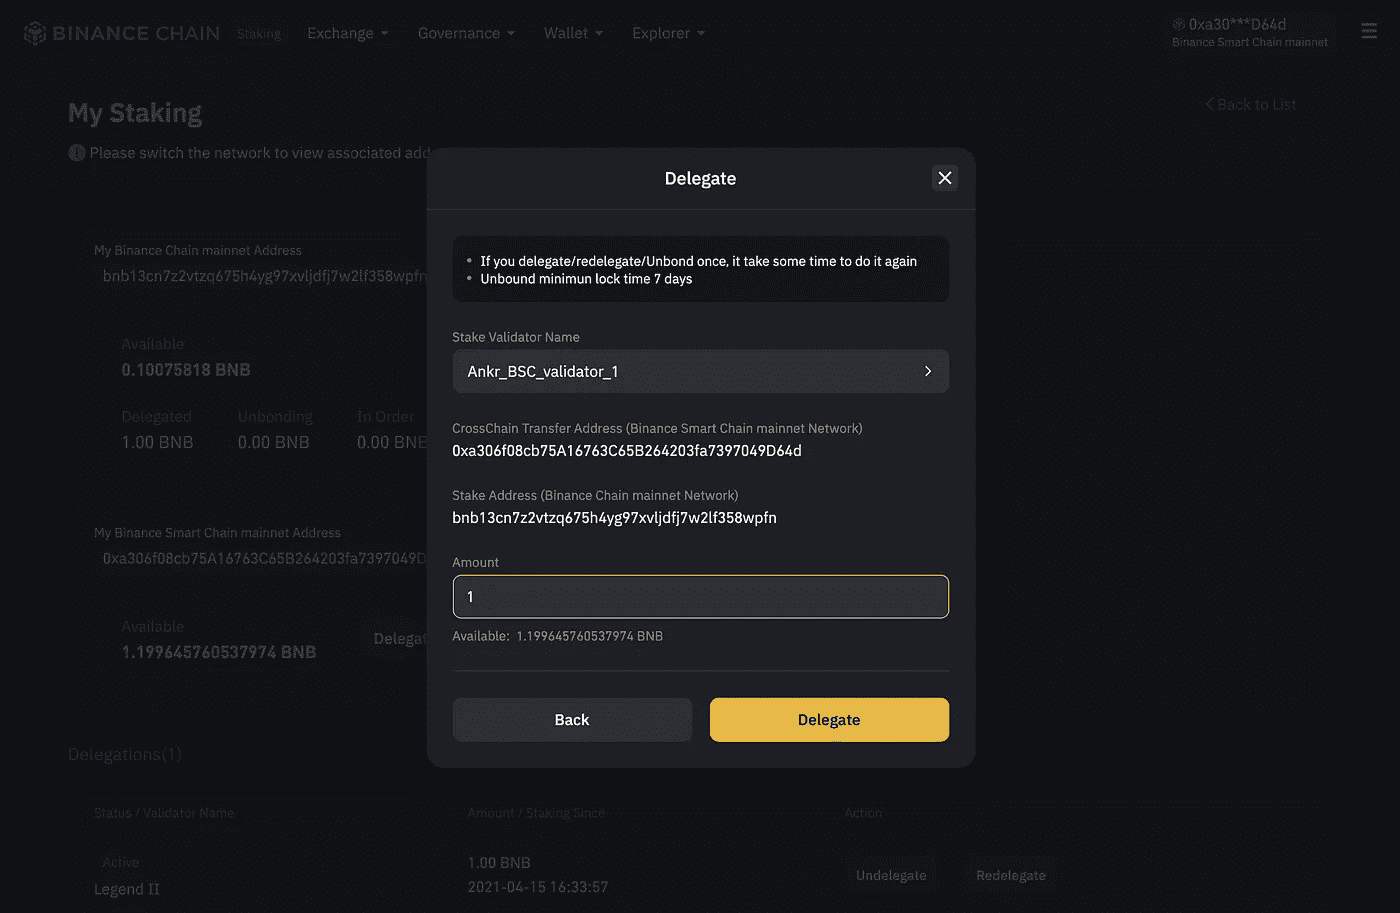 BINANCE CHAIN Staking Exchange Governance Wallet Explorer
0xa30***D64d
Binance Smart Chain mainnet
My Staking
Back to List
Please switch the network to view associated add
My Binance Chain mainnet Address
bnb13cn7z2vtzq675h4yg97xvljdfj7w2lf358wpfn
Available
0.10075818 BNB
Delegated Unbonding In Order
1.00 BNB 0.00 BNB 0.00 BNB
My Binance Smart Chain mainnet Address
0xa306f08cb75A16763C65B264203fa7397049D
Available
1.199645760537974 BNB
Delegat
Delegate
• If you delegate/redelegate/Unbond once, it take some time to do it again
• Unbound minimun lock time 7 days
Stake Validator Name
Ankr_BSC_validator_1
CrossChain Transfer Address (Binance Smart Chain mainnet Network)
0xa306f08cb75A16763C65B264203fa7397049D64d
Stake Address (Binance Chain mainnet Network)
bnb13cn7z2vtzq675h4yg97xvljdfj7w2lf358wpfn
Amount
1
Available: 1.199645760537974 BNB
Back Delegate
Delegations(1)
Status / Validator Name Amount / Staking Since Action
Active
Legend II
1.00 BNB
2021-04-15 16:33:57
Undelegate Redelegate